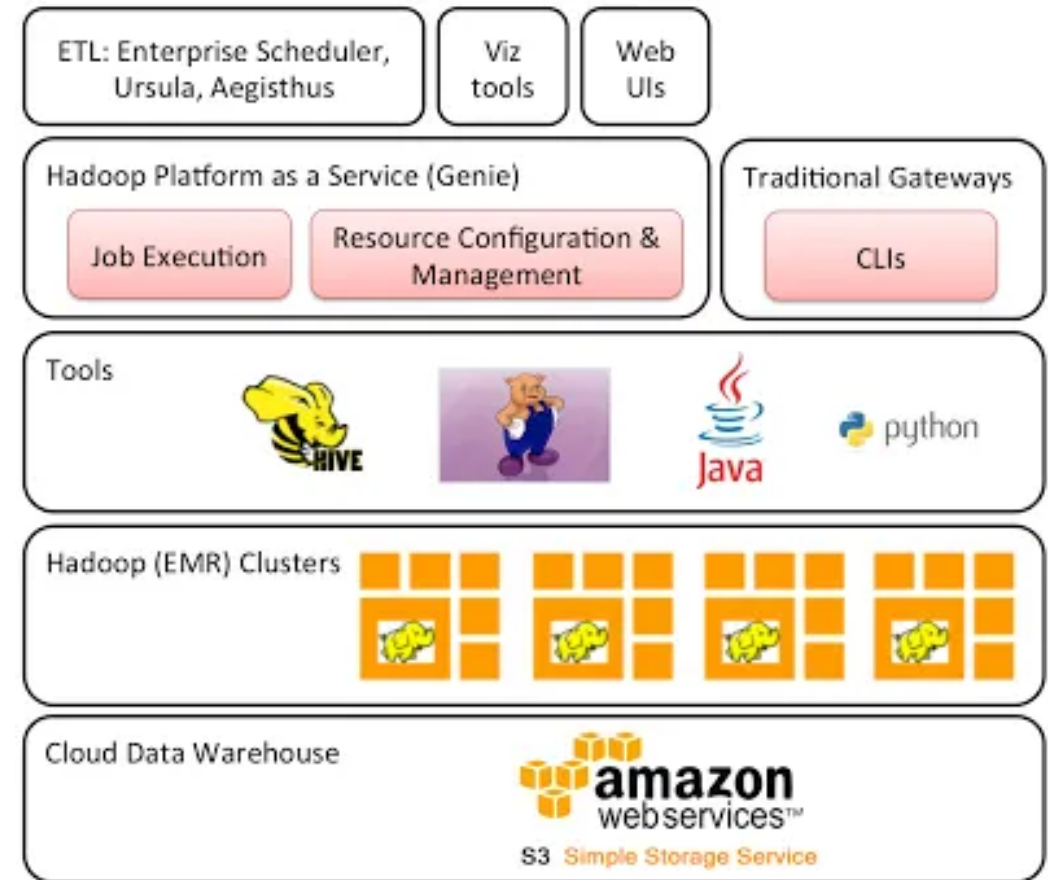 ETL: Enterprise Scheduler,
Ursula, Aegisthus
Viz
tools
Web
UIs
Hadoop Platform as a Service (Genie)
Job Execution
Resource Configuration &
Management
Traditional Gateways
CLIs
Tools
HIVE
Java
python
Hadoop (EMR) Clusters
Cloud Data Warehouse
amazon
webservices™
S3 Simple Storage Service